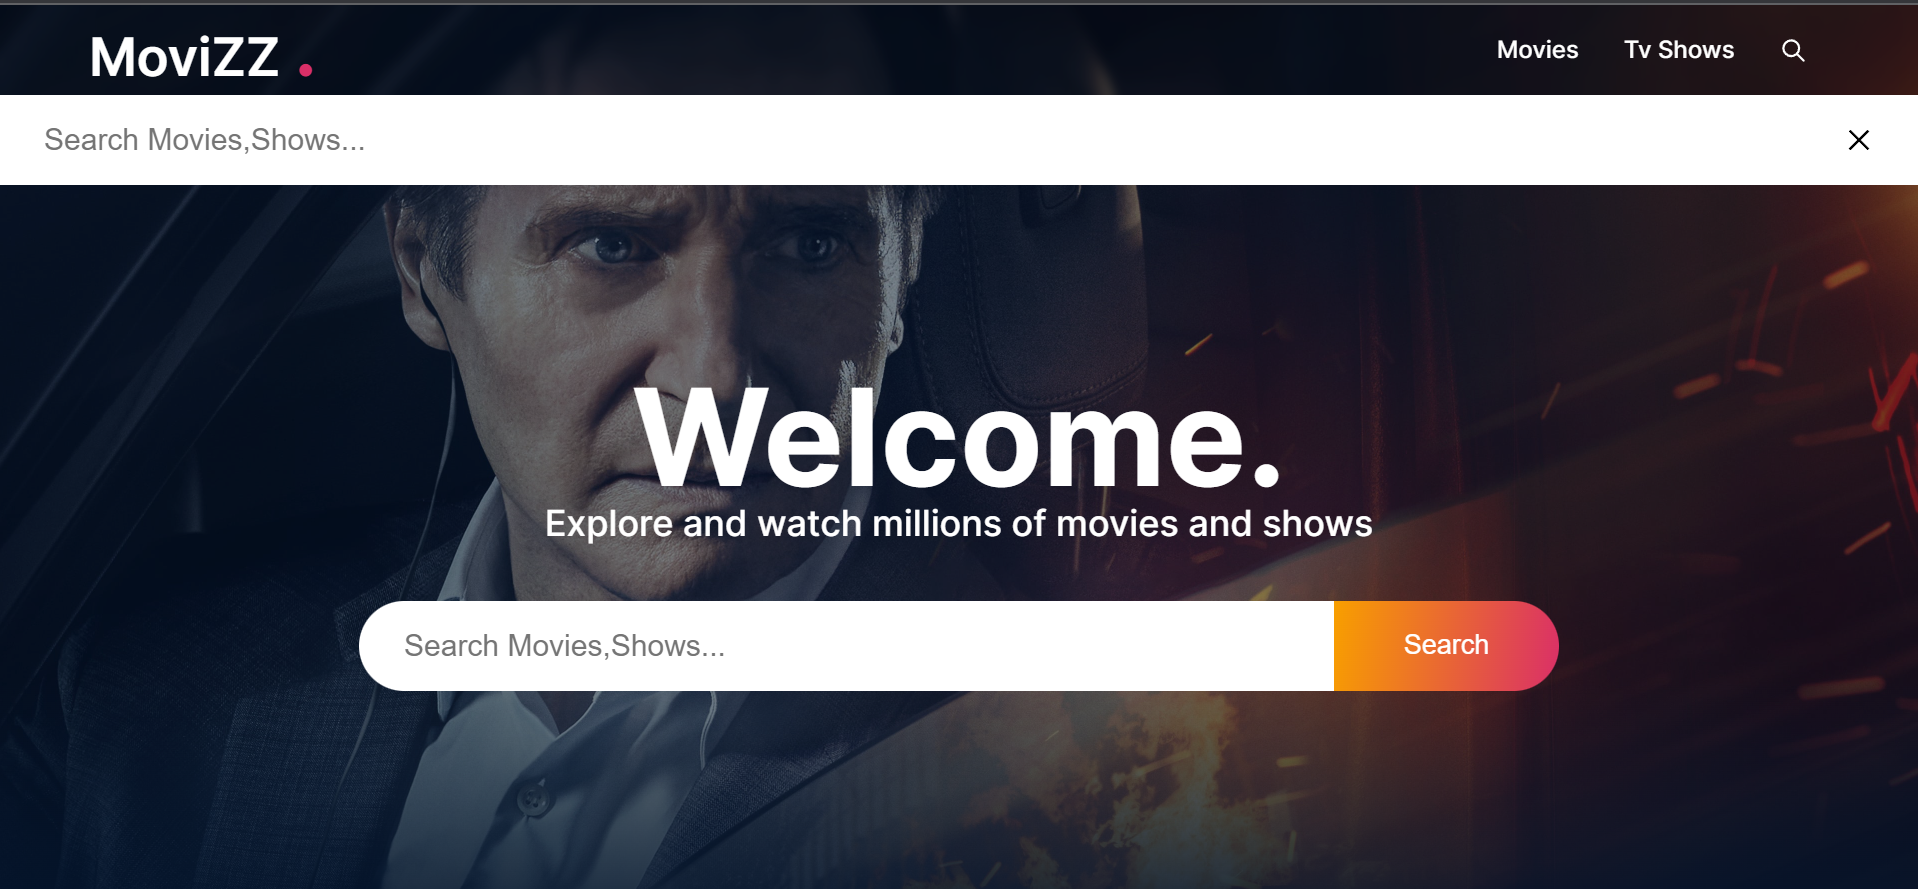 MoviZZ .
Movies
Tv Shows
Search Movies,Shows...
Welcome.
Explore and watch millions of movies and shows
Search Movies,Shows...
Search